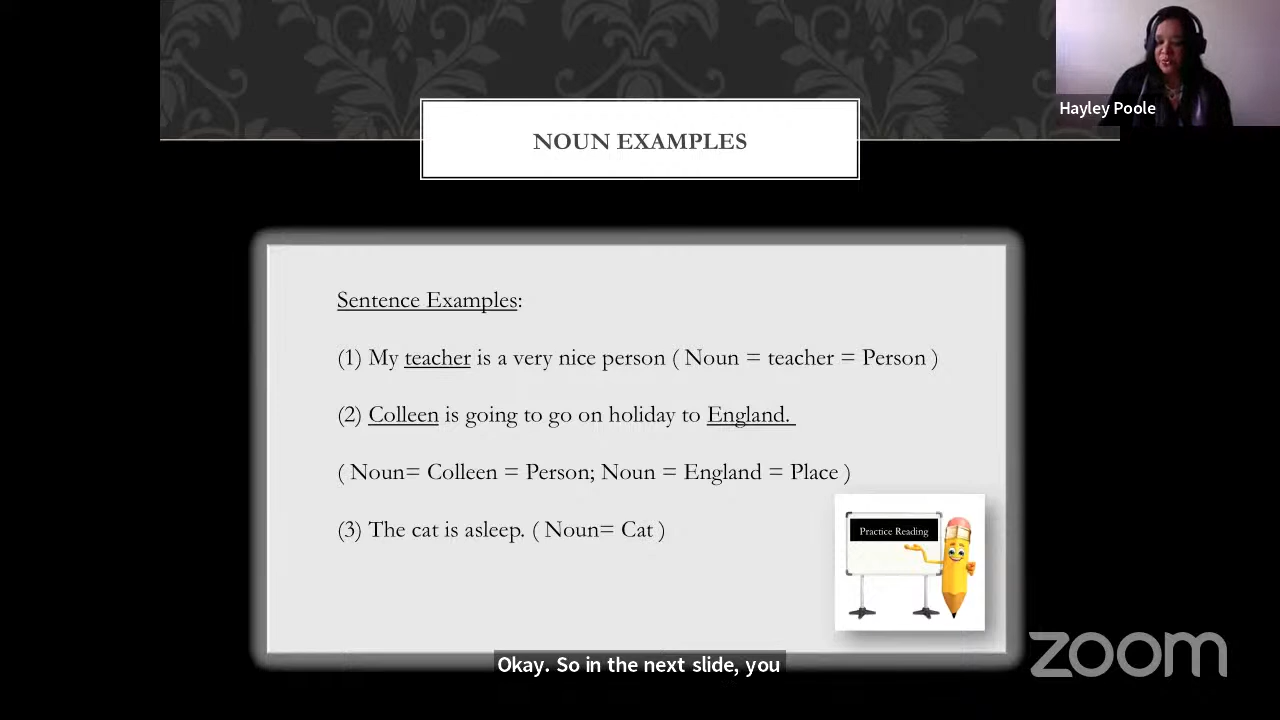 Hayley Poole
NOUN EXAMPLES
Sentence Examples:
(1) My teacher is a very nice person ( Noun = teacher = Person )
(2) Colleen is going to go on holiday to England.
( Noun= Colleen = Person; Noun = England = Place )
(3) The cat is asleep. ( Noun= Cat )
Practice Reading
Okay. So in the next slide, you
zoom